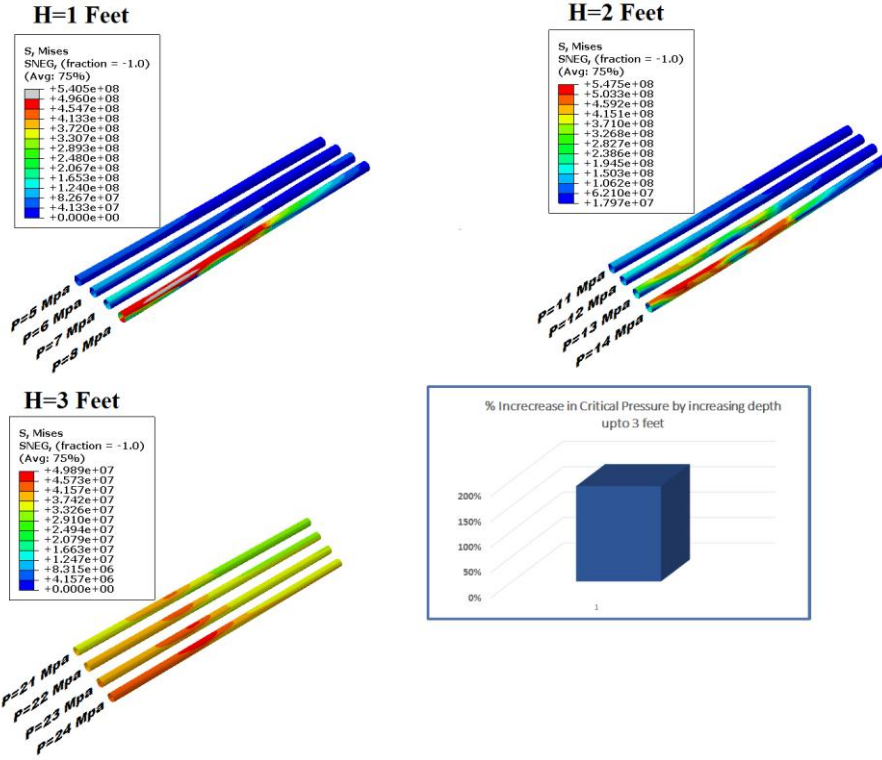 H=1 Feet
S, Mises
SNEG, (fraction = -1.0)
(Avg: 75%)
+5.405e+08
+4.960e+08
+4.547e+08
+4.133e+08
+3.720e+08
+3.307e+08
+2.893e+08
+2.480e+08
+2.067e+08
+1.653e+08
+1.240e+08
+8.267e+07
+4.133e+07
+0.000e+00
P=5 Mpa
P=6 Mpa
P=7 Mpa
P=8 Mpa
H=2 Feet
S, Mises
SNEG, (fraction = -1.0)
(Avg: 75%)
+5.475e+08
+5.033e+08
+4.592e+08
+4.151e+08
+3.710e+08
+3.268e+08
+2.827e+08
+2.386e+08
+1.945e+08
+1.503e+08
+1.062e+08
+6.210e+07
+1.797e+07
P=11 Mpa
P=12 Mpa
P=13 Mpa
P=14 Mpa
H=3 Feet
S, Mises
SNEG, (fraction = -1.0)
(Avg: 75%)
+4.989e+07
+4.573e+07
+4.157e+07
+3.742e+07
+3.326e+07
+2.910e+07
+2.494e+07
+2.079e+07
+1.663e+07
+1.247e+07
+8.315e+06
+4.157e+06
+0.000e+00
P=21 Mpa
P=22 Mpa
P=23 Mpa
P=24 Mpa
% Increcrease in Critical Pressure by increasing depth
upto 3 feet
200%
150%
100%
50%
0%
1